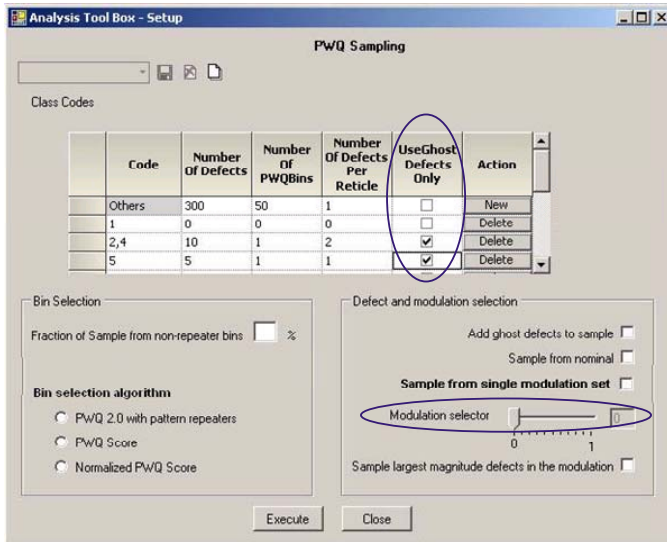 Analysis Tool Box - Setup
PWQ Sampling
Class Codes
Code
Number Of Defects
Number Of PWQBins
Number Of Defects Per Reticle
UseGhost Defects Only
Action
Others 300 50 1 New
1 0 0 0 Delete
2,4 10 1 2 Delete
5 5 1 1 Delete
Bin Selection
Fraction of Sample from non-repeater bins %
Bin selection algorithm
PWQ 2.0 with pattern repeaters
PWQ Score
Normalized PWQ Score
Defect and modulation selection
Add ghost defects to sample
Sample from nominal
Sample from single modulation set
Modulation selector 0
0 1
Sample largest magnitude defects in the modulation
Execute Close